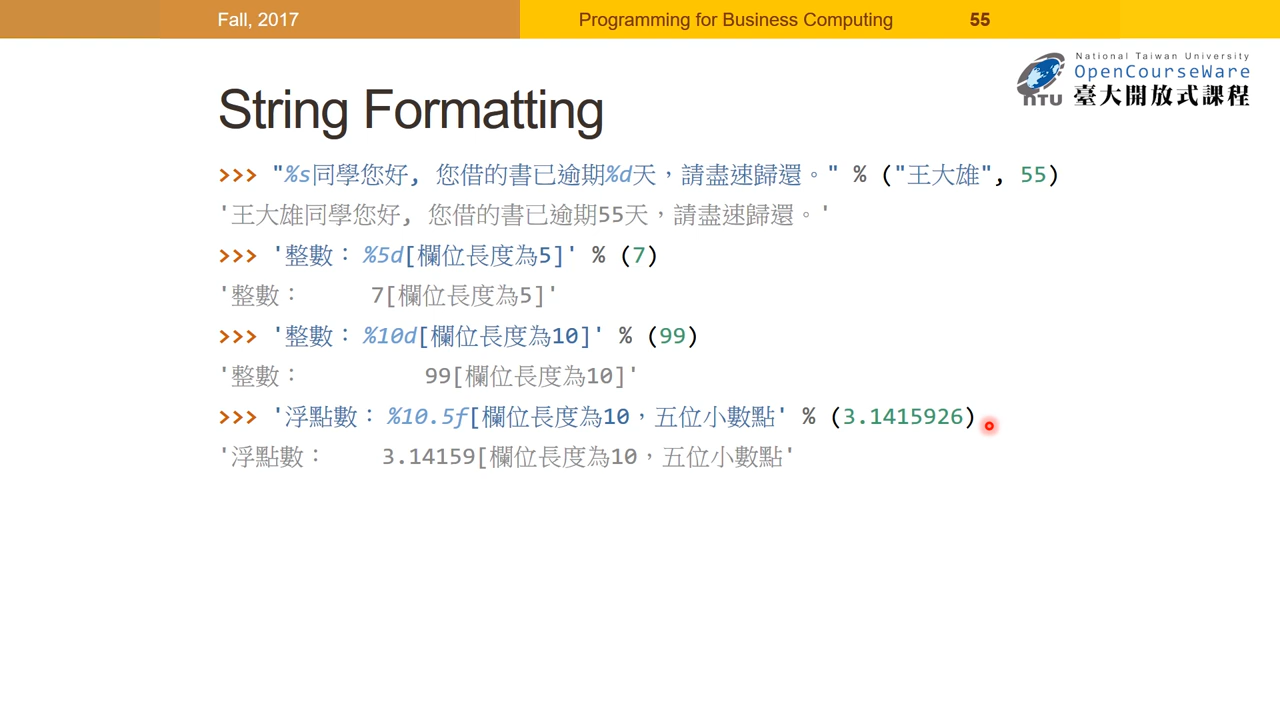 Fall, 2017
Programming for Business Computing
55
National Taiwan University
OpenCourseWare
NTU 臺大開放式課程
String Formatting
>>> "%s同學您好, 您借的書已逾期%d天，請盡速歸還。" % ("王大雄", 55)
'王大雄同學您好, 您借的書已逾期55天，請盡速歸還。'
>>> '整數： %5d[欄位長度為5]' % (7)
'整數：     7[欄位長度為5]'
>>> '整數： %10d[欄位長度為10]' % (99)
'整數：         99[欄位長度為10]'
>>> '浮點數： %10.5f[欄位長度為10，五位小數點' % (3.1415926)
'浮點數：    3.14159[欄位長度為10，五位小數點'